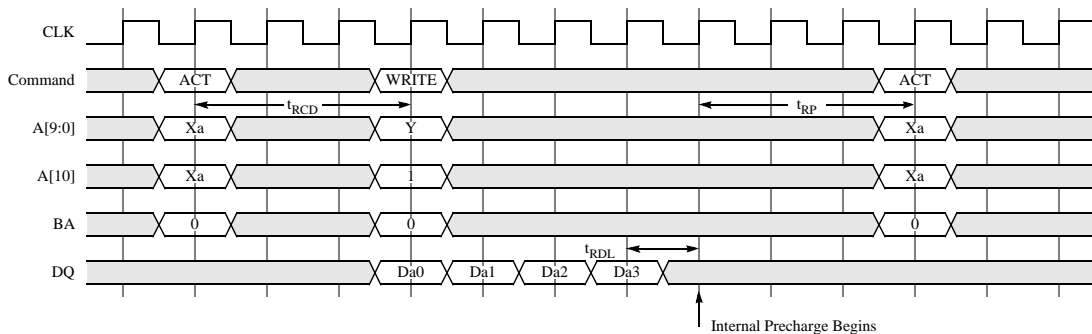 CLK
Command ACT WRITE ACT
tRCD tRP
A[9:0] Xa Y Xa
A[10] Xa 1 Xa
BA 0 0 0
tRDL
DQ Da0 Da1 Da2 Da3
Internal Precharge Begins